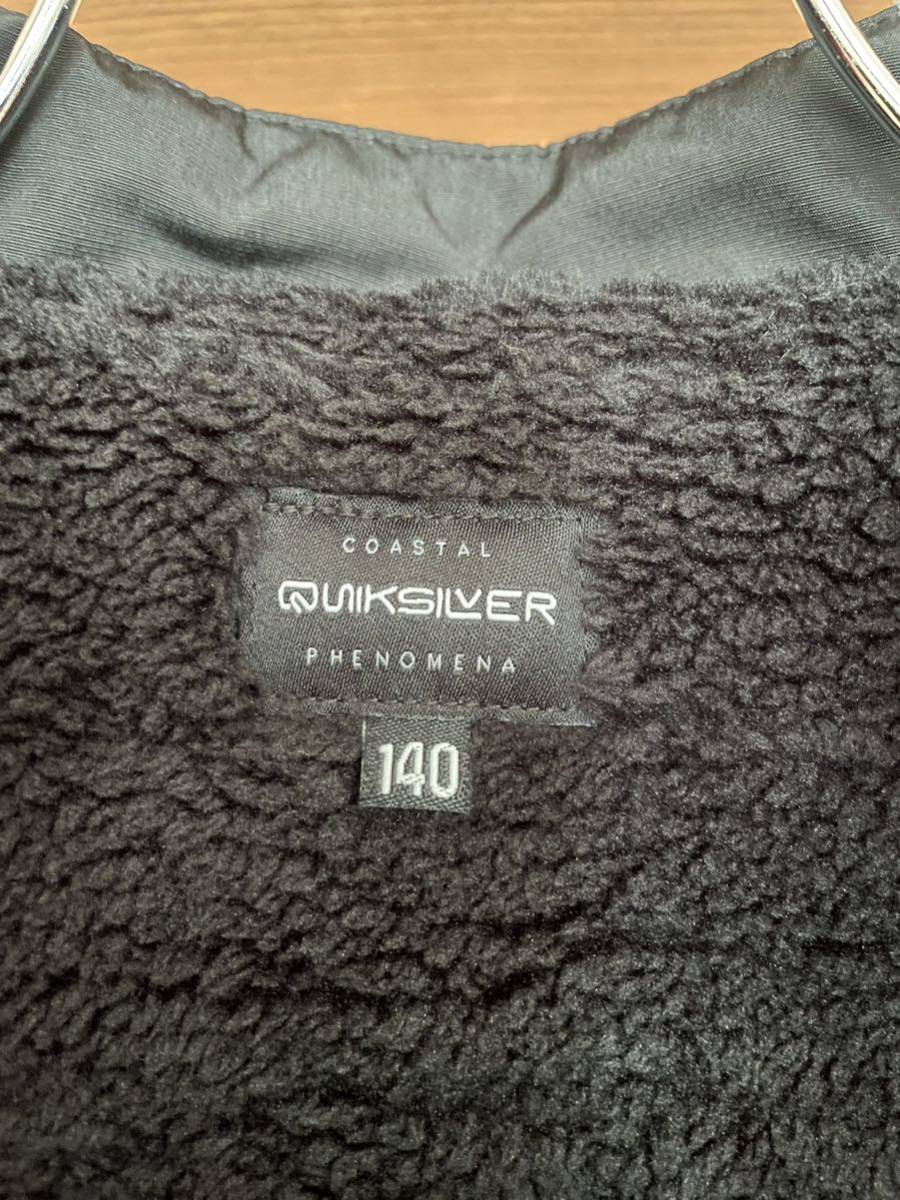 COASTAL
QUIKSILVER
PHENOMENA
140